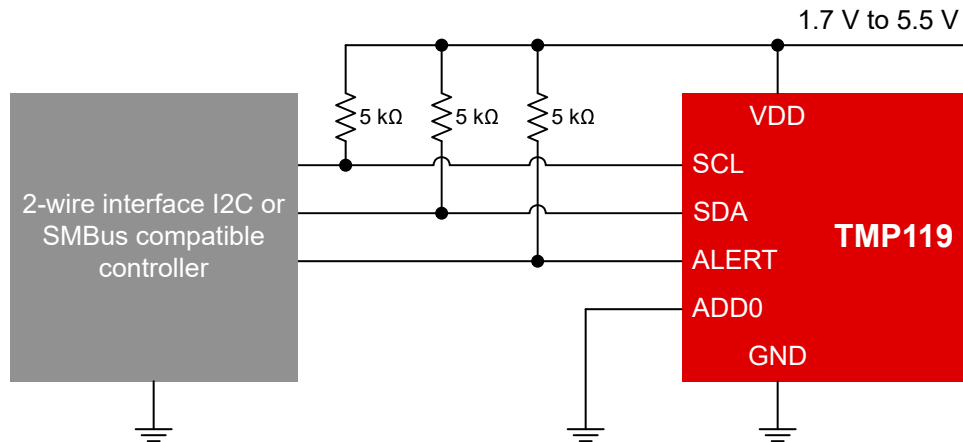 1.7 V to 5.5 V
5 kΩ
5 kΩ
5 kΩ
VDD
SCL
2-wire interface I2C or
SMBus compatible
controller
SDA
TMP119
ALERT
ADD0
GND